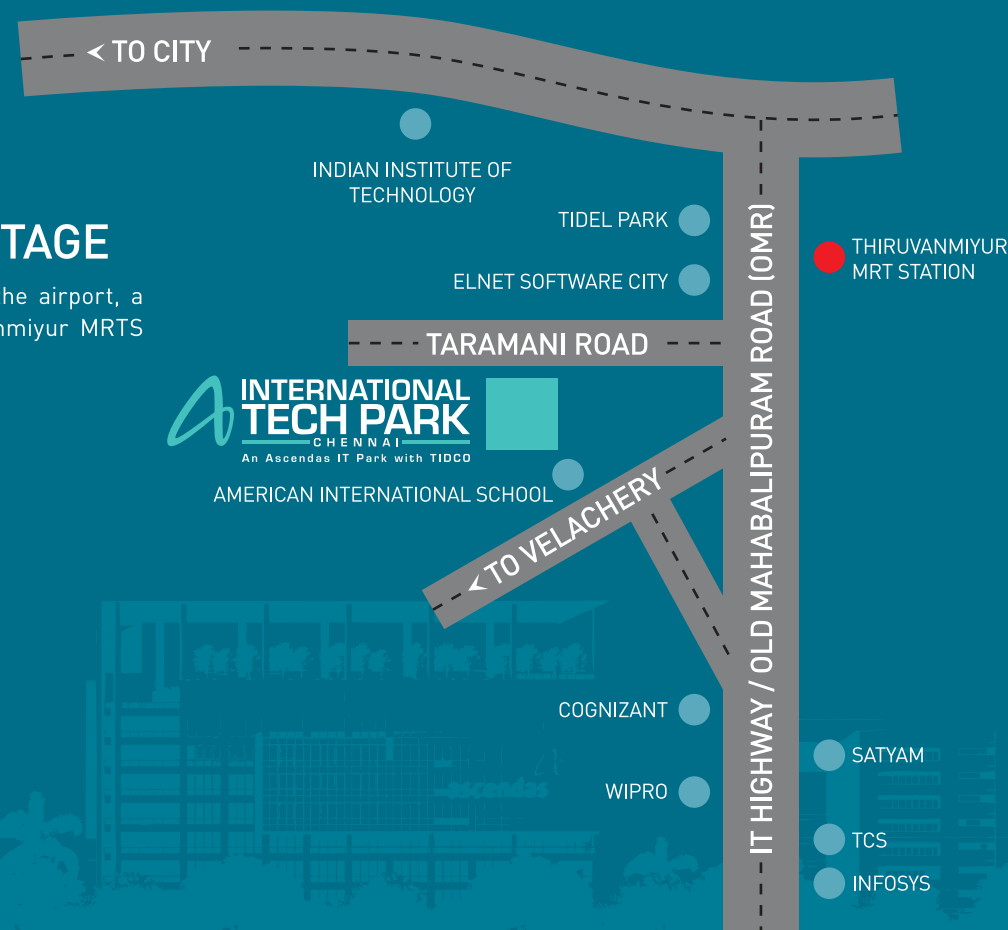 < TO CITY
INDIAN INSTITUTE OF
TECHNOLOGY
TIDEL PARK
THIRUVANMIYUR
MRT STATION
TAGE
ELNET SOFTWARE CITY
the airport, a
nmiyur MRTS
TARAMANI ROAD
INTERNATIONAL
TECH PARK
CHENNAI
An Ascendas IT Park with TIDCO
AMERICAN INTERNATIONAL SCHOOL
< TO VELACHERY
IT HIGHWAY / OLD MAHABALIPURAM ROAD (OMR)
COGNIZANT
SATYAM
WIPRO
ascendas
TCS
INFOSYS